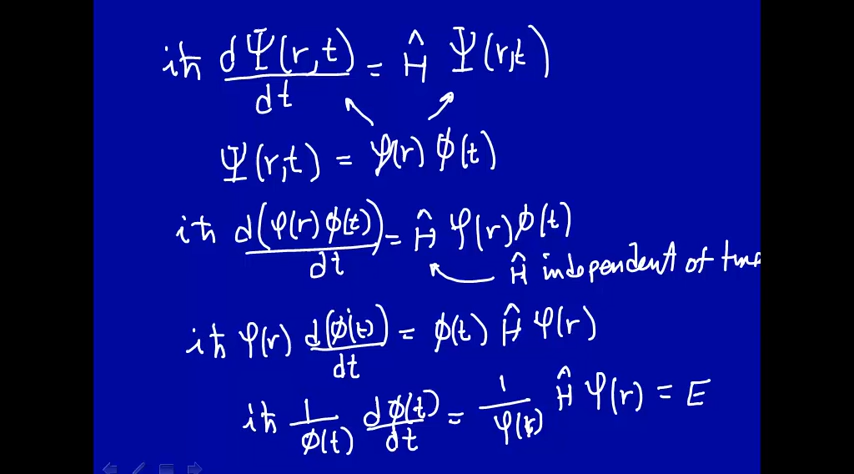 iħ dΨ(r,t)/dt = Ĥ Ψ(r,t)
Ψ(r,t) = ψ(r) ϕ(t)
iħ d(ψ(r) ϕ(t))/dt = Ĥ ψ(r) ϕ(t)
Ĥ independent of time
iħ ψ(r) d(ϕ(t))/dt = ϕ(t) Ĥ ψ(r)
iħ 1/ϕ(t) dϕ(t)/dt = 1/ψ(r) Ĥ ψ(r) = E